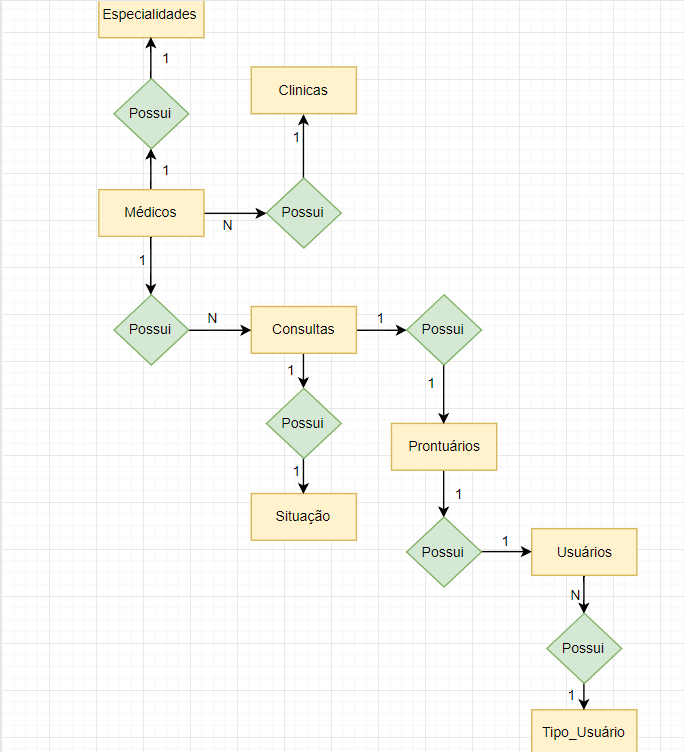 Especialidades
1
Possui
Clinicas
1
1
Médicos
N
Possui
1
Possui
N
Consultas
1
Possui
1
1
Possui
Prontuários
1
Situação
1
Possui
1
Usuários
N
Possui
1
Tipo_Usuário